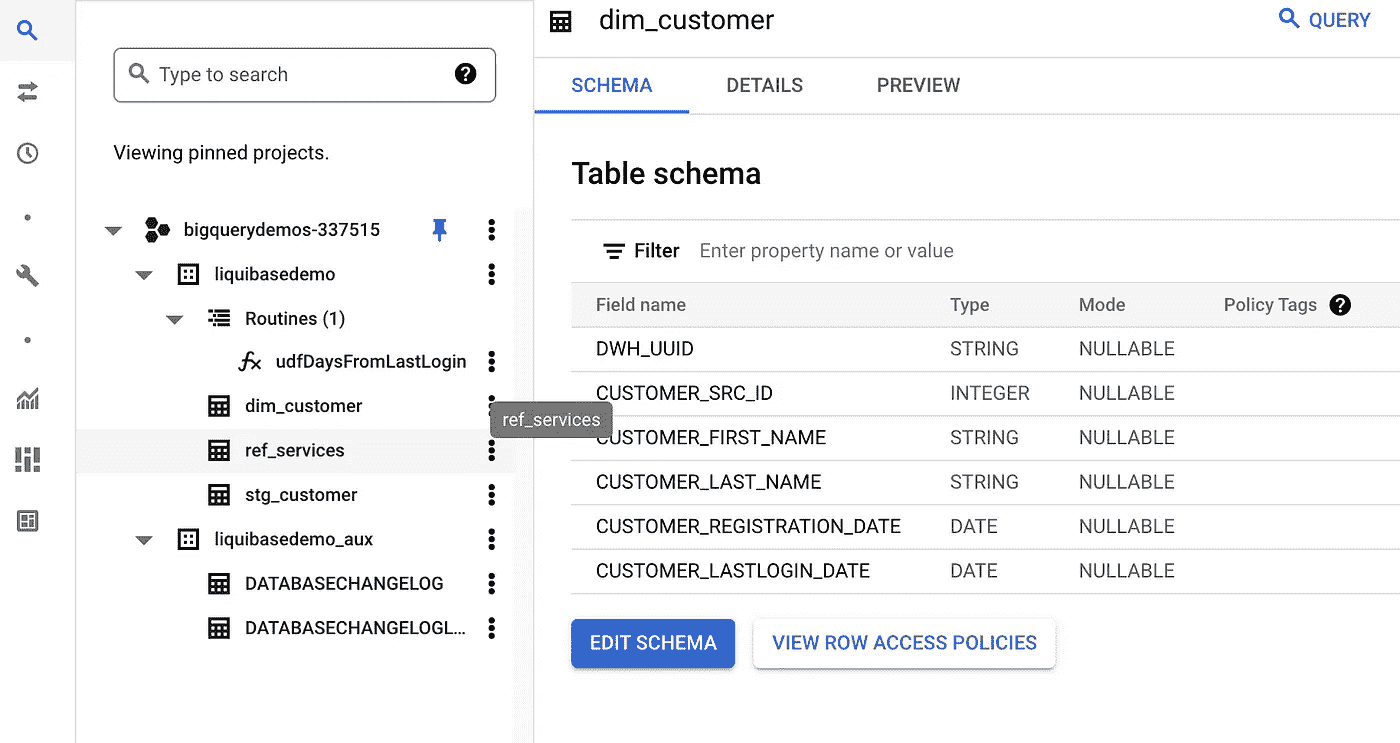 dim_customer
QUERY
Type to search
SCHEMA DETAILS PREVIEW
Viewing pinned projects.
Table schema
bigquerydemos-337515
Filter Enter property name or value
liquibasedemo
Field name Type Mode Policy Tags
Routines (1)
DWH_UUID STRING NULLABLE
fx udfDaysFromLastLogin
CUSTOMER_SRC_ID INTEGER NULLABLE
dim_customer
ref_services
CUSTOMER_FIRST_NAME STRING NULLABLE
ref_services
CUSTOMER_LAST_NAME STRING NULLABLE
stg_customer
CUSTOMER_REGISTRATION_DATE DATE NULLABLE
liquibasedemo_aux
CUSTOMER_LASTLOGIN_DATE DATE NULLABLE
DATABASECHANGELOG
DATABASECHANGELOGL...
EDIT SCHEMA VIEW ROW ACCESS POLICIES